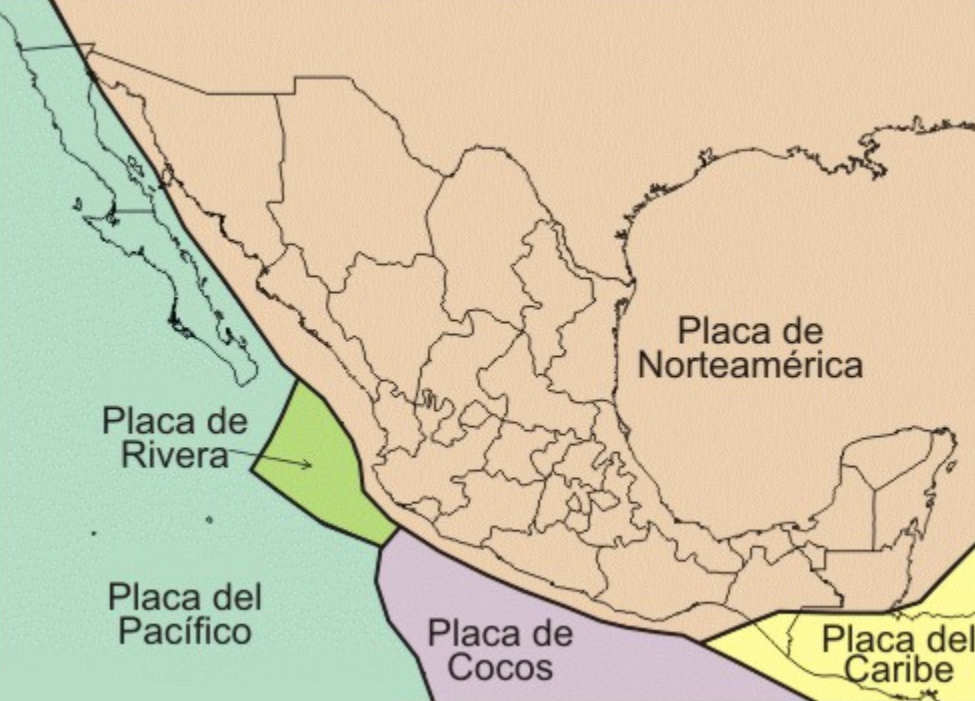 Placa de
Norteamérica
Placa de
Rivera
Placa del
Pacífico
Placa de
Cocos
Placa del
Caribe